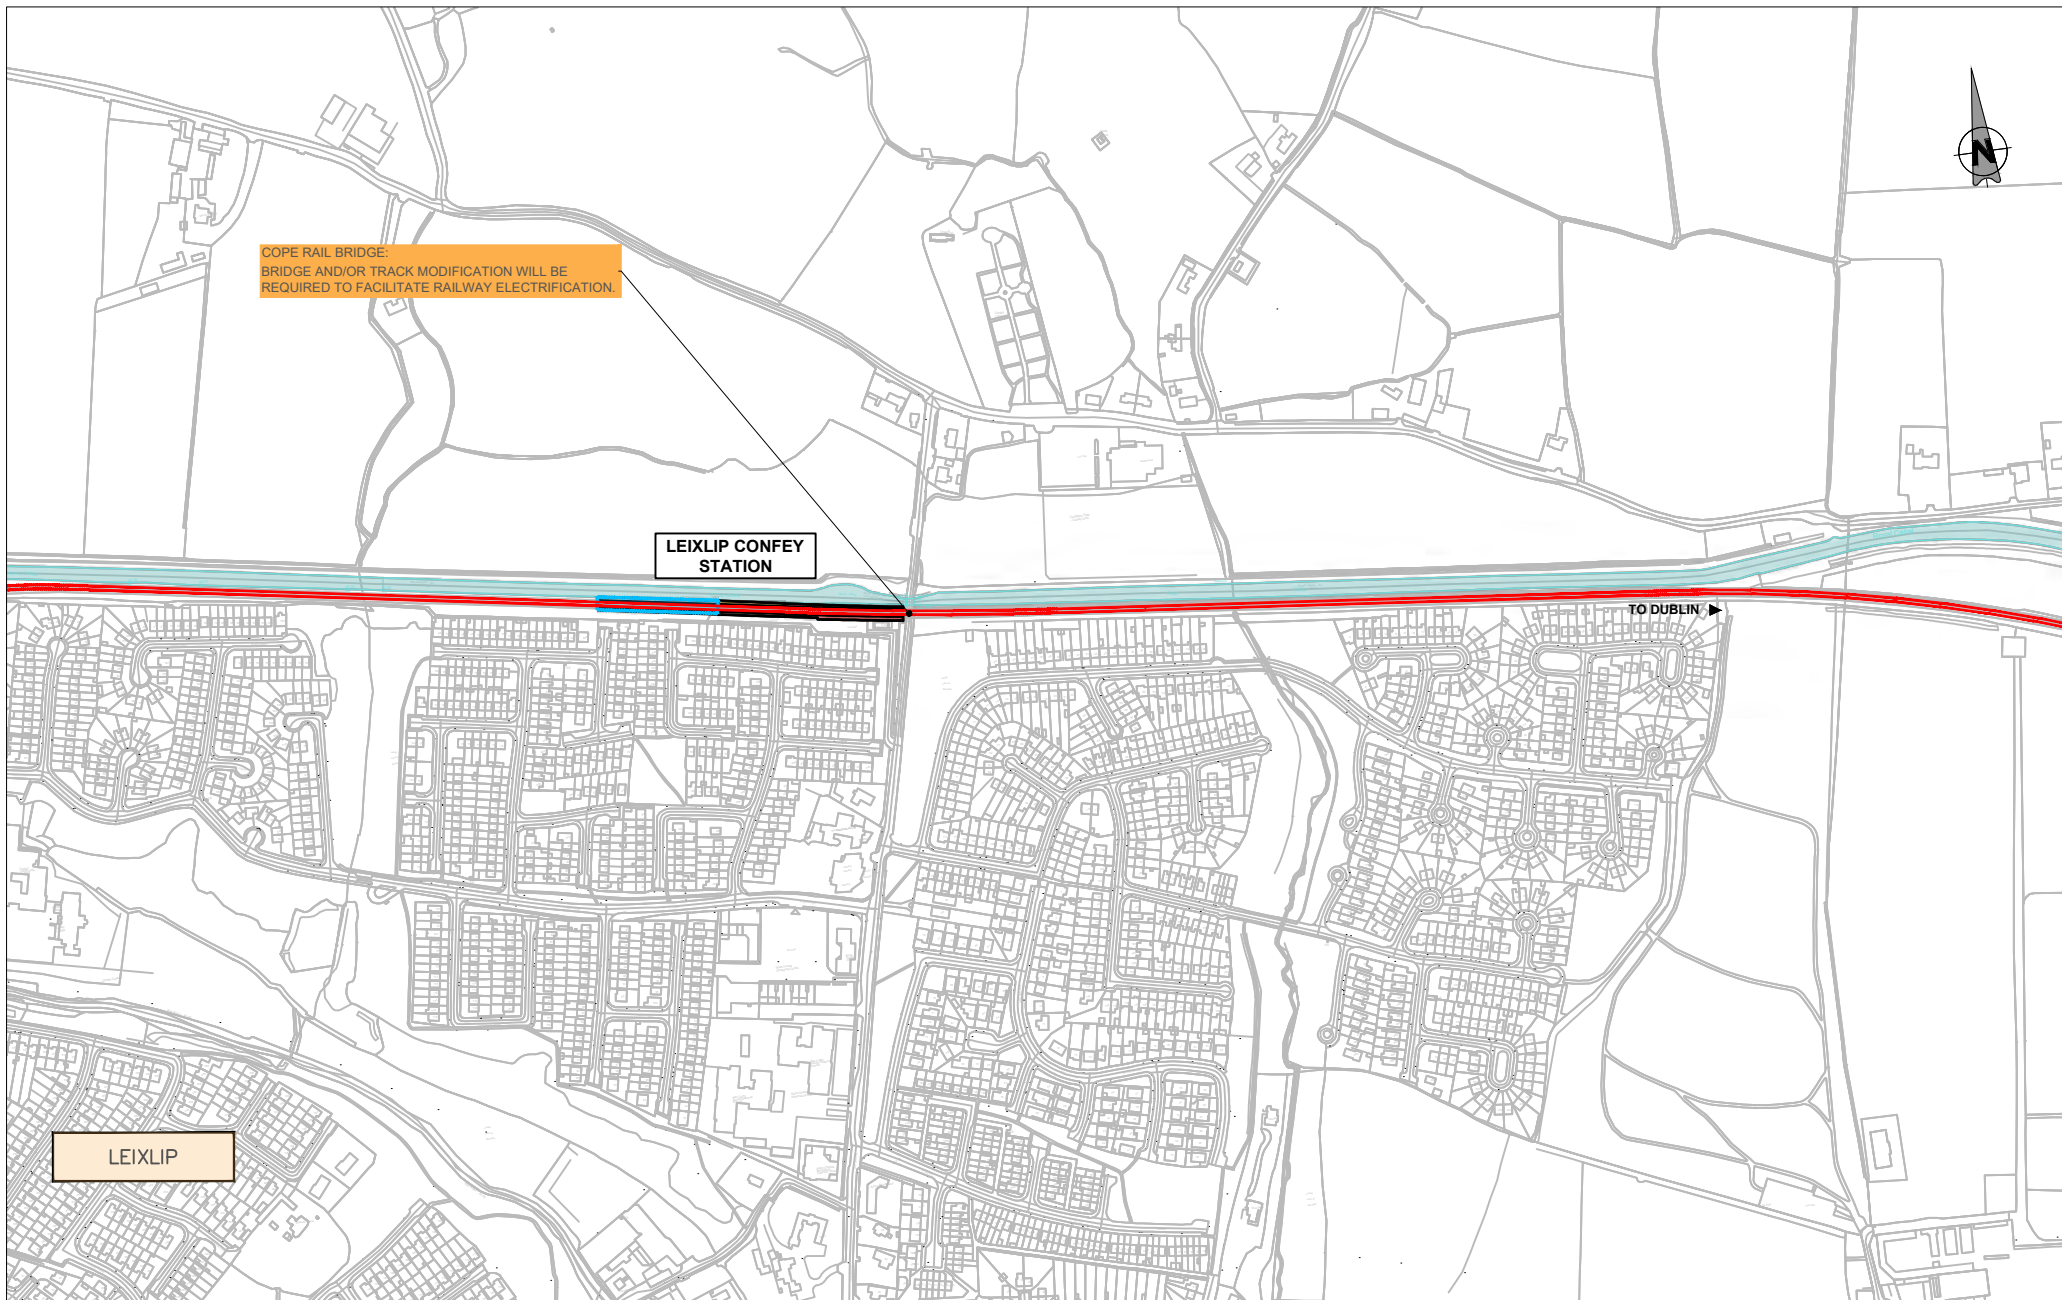 N
COPE RAIL BRIDGE:
BRIDGE AND/OR TRACK MODIFICATION WILL BE
REQUIRED TO FACILITATE RAILWAY ELECTRIFICATION.
LEIXLIP CONFEY
STATION
TO DUBLIN
LEIXLIP